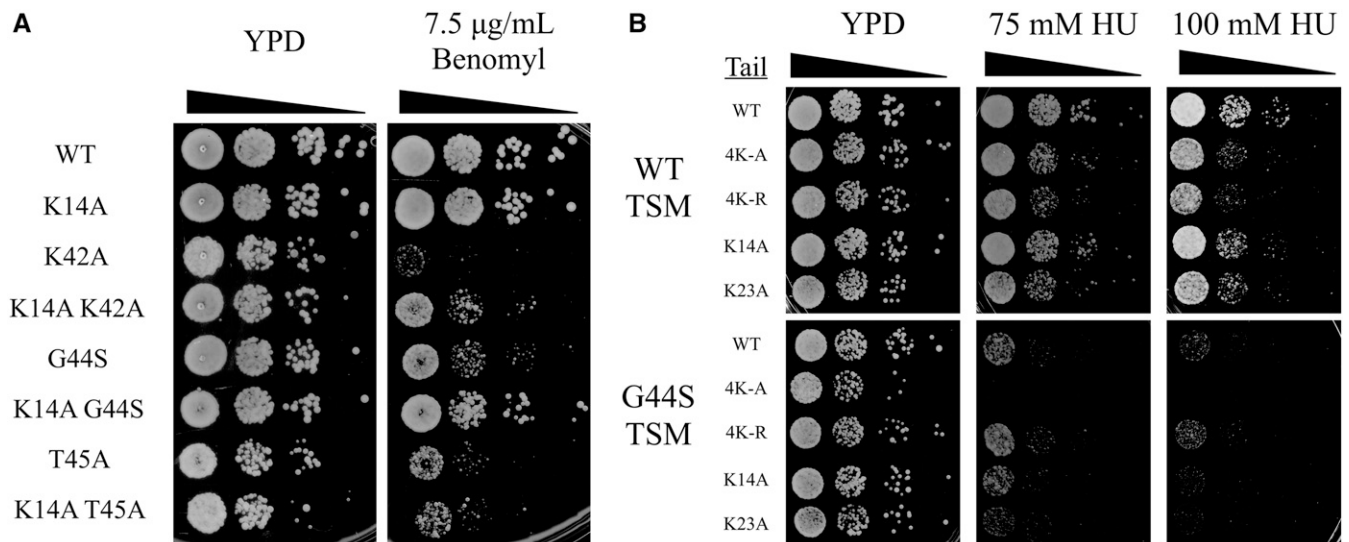 A
YPD
7.5 μg/mL
Benomyl
WT
K14A
K42A
K14A K42A
G44S
K14A G44S
T45A
K14A T45A
B
YPD
75 mM HU
100 mM HU
Tail
WT
TSM
WT
4K-A
4K-R
K14A
K23A
G44S
TSM
WT
4K-A
4K-R
K14A
K23A